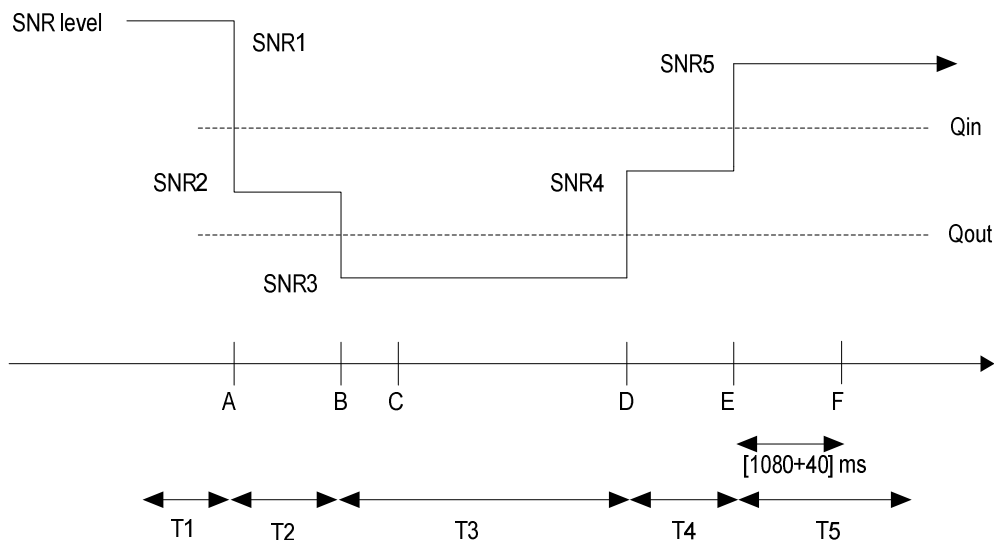 SNR level
SNR1
SNR5
Qin
SNR2
SNR4
Qout
SNR3
A
B
C
D
E
F
[1080+40] ms
T1
T2
T3
T4
T5